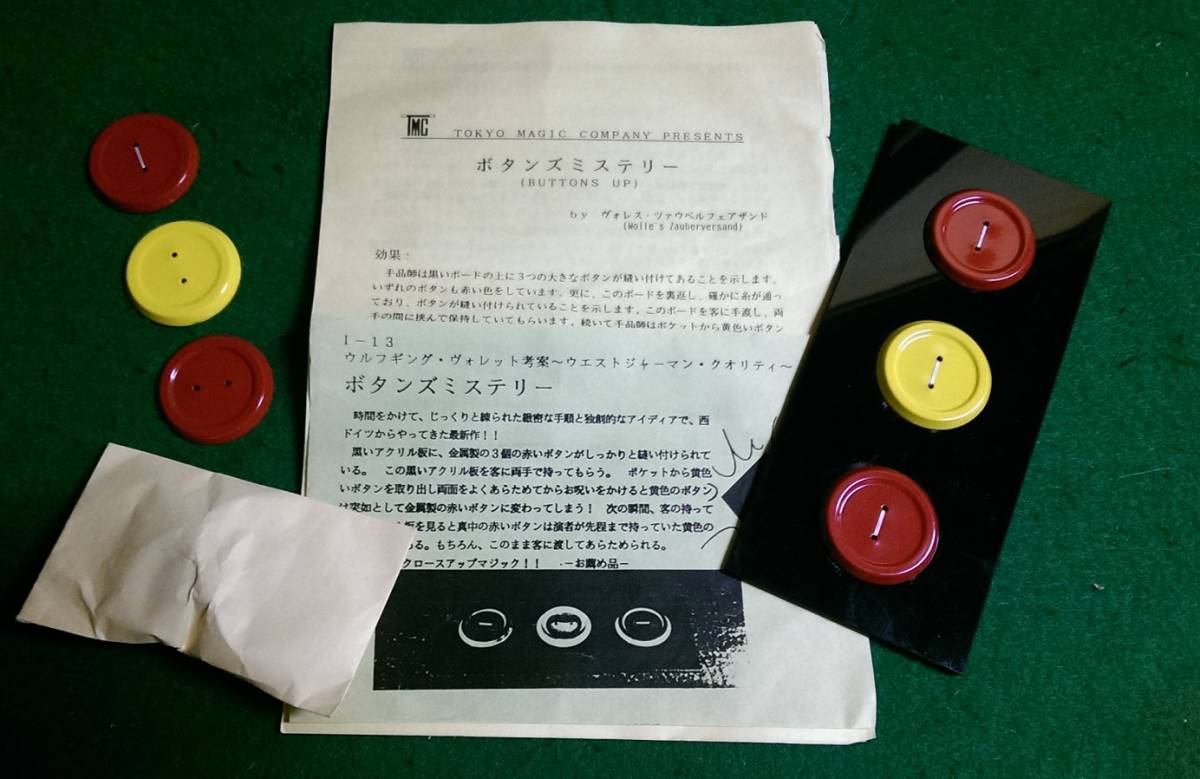 TMC TOKYO MAGIC COMPANY PRESENTS
ボタンズミステリー
(BUTTONS UP)
by ヴォレス・ツァウベルフェアザンド
(Wolle's Zauberversand)
効果:
手品師は黒いボードの上に3つの大きなボタンが縫い付けてあることを示します。
いずれのボタンも赤い色をしています。更に、このボードを裏返し、確かに糸が通っ
ており、ボタンが縫い付けられていることを示します。このボードを客に手渡し、両
手の間に挟んで保持していてもらいます。続いて手品師はポケットから黄色いボタン
I-13
ウルフギング・ヴォレット考案~ウエストジャーマン・クオリティ~
ボタンズミステリー
時間をかけて、じっくりと練られた緻密な手順と独創的なアイディアで、西
ドイツからやってきた最新作!!
黒いアクリル板に、金属製の3個の赤いボタンがしっかりと縫い付けられて
いる。 この黒いアクリル板を客に両手で持ってもらう。 ポケットから黄色
いボタンを取り出し両面をよくあらためてからお呪いをかけると黄色のボタン
は突如として金属製の赤いボタンに変わってしまう! 次の瞬間、客の持って
板を見ると真中の赤いボタンは演者が先程まで持っていた黄色の
る。もちろん、このまま客に渡してあらためられる。
クロースアップマジック!! ー お薦め品ー